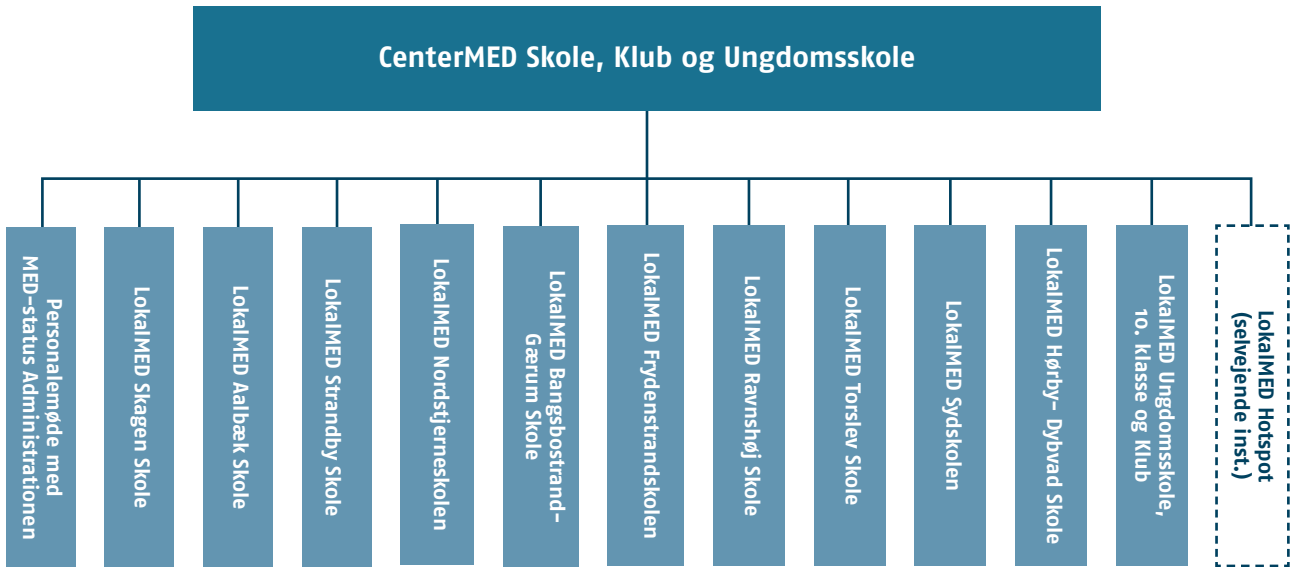 CenterMED Skole, Klub og Ungdomsskole
Personalemøde med
MED-status Administrationen
LokalMED Skagen Skole
LokalMED Aalbæk Skole
LokalMED Strandby Skole
LokalMED Nordstjerneskolen
LokalMED Bangsbostrand-
Gærum Skole
LokalMED Frydenstrandskolen
LokalMED Ravnshøj Skole
LokalMED Torslev Skole
LokalMED Sydskolen
LokalMED Hørby- Dybvad Skole
LokalMED Ungdomsskole,
10. klasse og Klub
LokalMED Hotspot
(selvejende inst.)